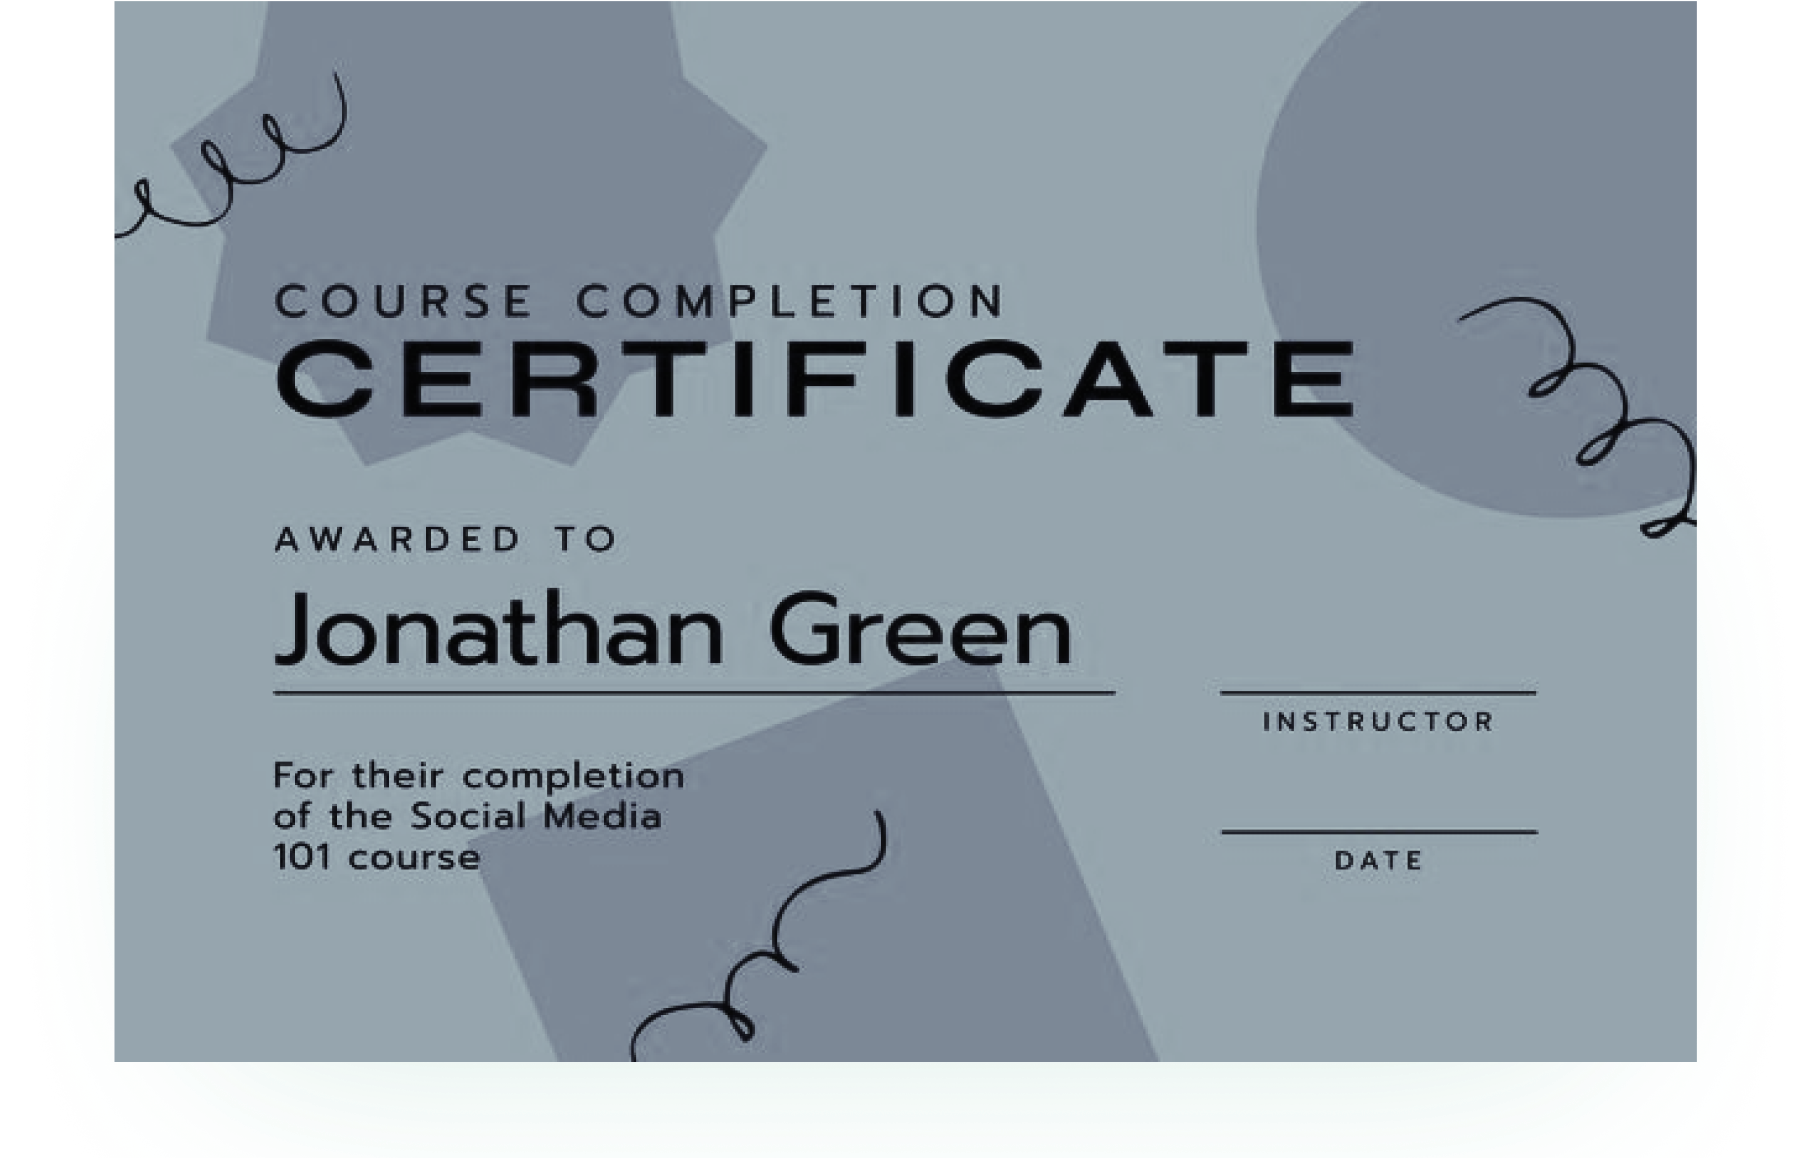 COURSE COMPLETION
CERTIFICATE
AWARDED TO
Jonathan Green
INSTRUCTOR
For their completion
of the Social Media
101 course
DATE